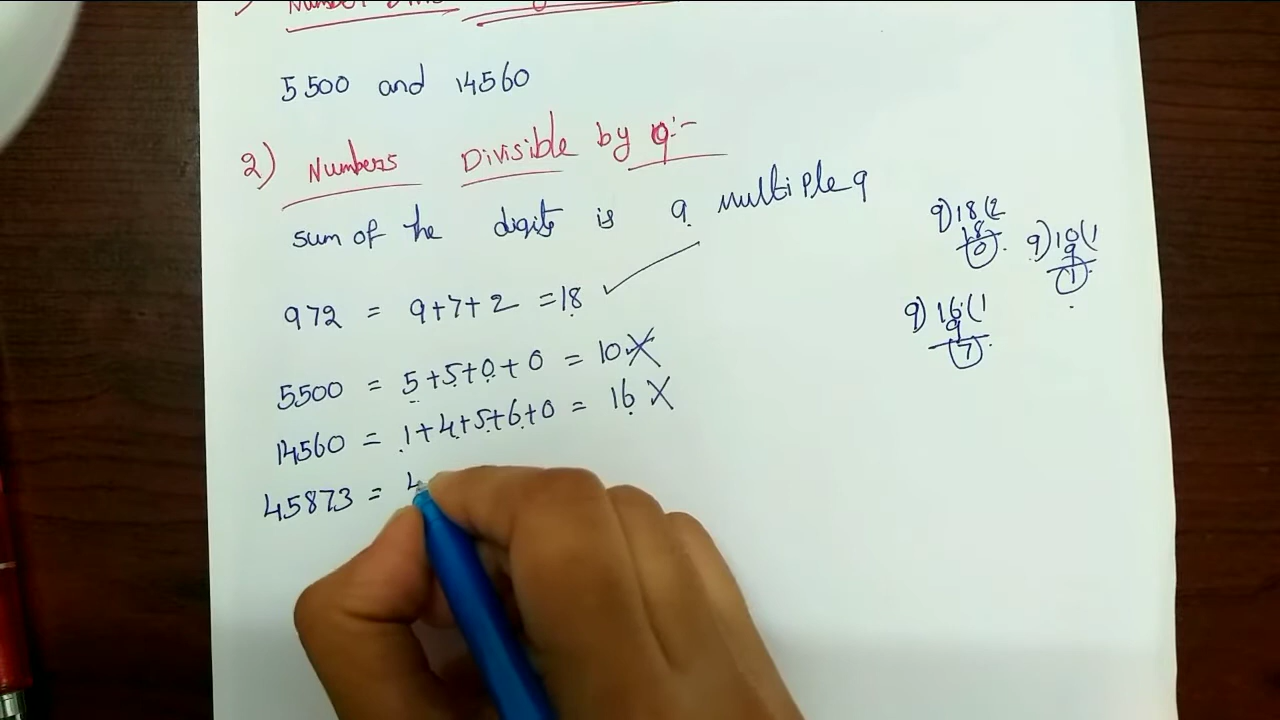 5500 and 14560
2) Numbers Divisible by 9:-
sum of the digits is a multiple 9
972 = 9+7+2 =18 ✓
5500 = 5+5+0+0 = 10 X
14560 = 1+4+5+6+0 = 16 X
45873 = 4
9)18(2
18
0
9)10(1
9
1
9)16(1
9
7